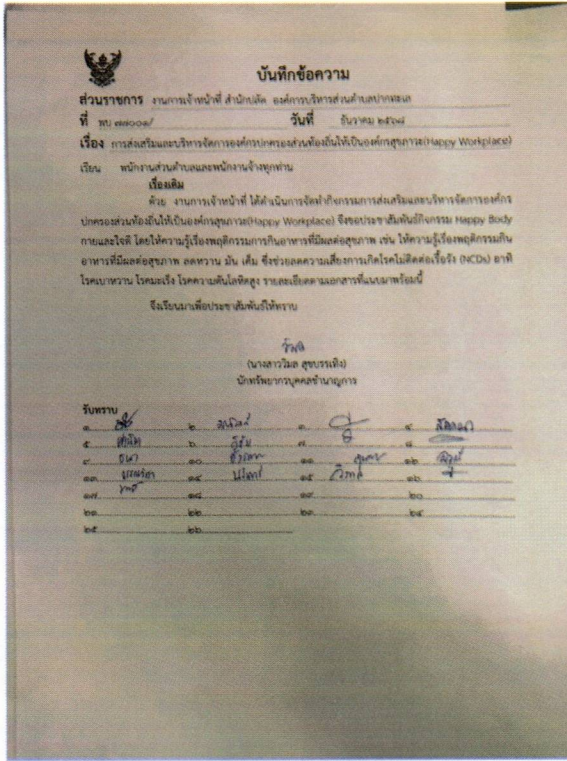 บันทึกข้อความ
ส่วนราชการ งานการเจ้าหน้าที่ สำนักปลัด องค์การบริหารส่วนตำบลปากทะเล
ที่ พบ ๗๗๐๐๑/ วันที่ ธันวาคม ๒๕๖๘
เรื่อง การส่งเสริมและบริหารจัดการองค์กรปกครองส่วนท้องถิ่นให้เป็นองค์กรสุขภาวะ(Happy Workplace)
เรียน พนักงานส่วนตำบลและพนักงานจ้างทุกท่าน
เรื่องเดิม
ด้วย งานการเจ้าหน้าที่ ได้ดำเนินการจัดทำกิจกรรมการส่งเสริมและบริหารจัดการองค์กร
ปกครองส่วนท้องถิ่นให้เป็นองค์กรสุขภาวะ(Happy Workplace) จึงขอประชาสัมพันธ์กิจกรรม Happy Body
กายและใจดี โดยให้ความรู้เรื่องพฤติกรรมการกินอาหารที่มีผลต่อสุขภาพ เช่น ให้ความรู้เรื่องพฤติกรรมกิน
อาหารที่มีผลต่อสุขภาพ ลดหวาน มัน เค็ม ซึ่งช่วยลดความเสี่ยงการเกิดโรคไม่ติดต่อเรื้อรัง (NCDs) อาทิ
โรคเบาหวาน โรคมะเร็ง โรคความดันโลหิตสูง รายละเอียดตามเอกสารที่แนบมาพร้อมนี้
จึงเรียนมาเพื่อประชาสัมพันธ์ให้ทราบ
วิมล
(นางสาววิมล สุขบรรเทิง)
นักทรัพยากรบุคคลชำนาญการ
รับทราบ
๑ ๒ ๓ ๔
๕ ๖ ๗ ๘
๙ ๑๐ ๑๑ ๑๒
๑๓ ๑๔ ๑๕ ๑๖
๑๗ ๑๘ ๑๙ ๒๐
๒๑ ๒๒ ๒๓ ๒๔
๒๕ ๒๖